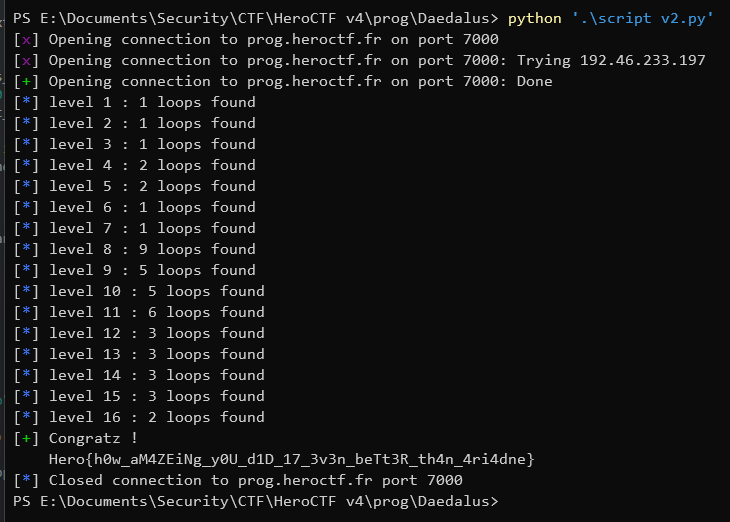 PS E:\Documents\Security\CTF\HeroCTF v4\prog\Daedalus> python '.\script v2.py'
[x] Opening connection to prog.heroctf.fr on port 7000
[x] Opening connection to prog.heroctf.fr on port 7000: Trying 192.46.233.197
[+] Opening connection to prog.heroctf.fr on port 7000: Done
[*] level 1 : 1 loops found
[*] level 2 : 1 loops found
[*] level 3 : 1 loops found
[*] level 4 : 2 loops found
[*] level 5 : 2 loops found
[*] level 6 : 1 loops found
[*] level 7 : 1 loops found
[*] level 8 : 9 loops found
[*] level 9 : 5 loops found
[*] level 10 : 5 loops found
[*] level 11 : 6 loops found
[*] level 12 : 3 loops found
[*] level 13 : 3 loops found
[*] level 14 : 3 loops found
[*] level 15 : 3 loops found
[*] level 16 : 2 loops found
[+] Congratz !
    Hero{h0w_aM4ZEiNg_y0U_d1D_17_3v3n_beTt3R_th4n_4ri4dne}
[*] Closed connection to prog.heroctf.fr port 7000
PS E:\Documents\Security\CTF\HeroCTF v4\prog\Daedalus>